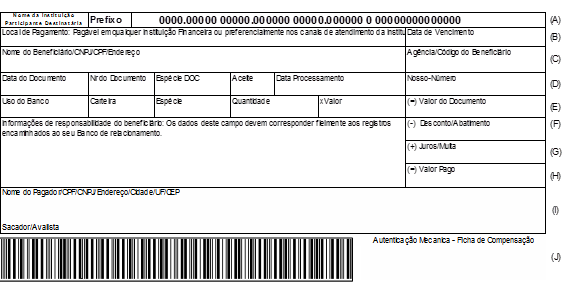 Nome da Instituição
Participante Destinatária
Prefixo
0000.00000 00000.000000 00000.000000 0 00000000000000
(A)
Local de Pagamento: Pagável em qualquer Instituição Financeira ou preferencialmente nos canais de atendimento da Institu
Data de Vencimento
(B)
Nome do Beneficiário/CNPJ/CPF/Endereço
Agência/Código do Beneficiário
(C)
Data do Documento
Nr do Documento
Espécie DOC
Aceite
Data Processamento
Nosso-Número
(D)
Uso do Banco
Carteira
Espécie
Quantidade
xValor
(=) Valor do Documento
(E)
Informações de responsabilidade do beneficiário: Os dados deste campo devem corresponder fielmente aos registros
encaminhados ao seu Banco de relacionamento.
(-) Desconto/Abatimento
(F)
(+) Juros/Multa
(G)
(=) Valor Pago
(H)
Nome do Pagador/CPF/CNPJ/Endereço/Cidade/UF/CEP
(I)
Sacador/Avalista
Autenticação Mecanica - Ficha de Compensação
(J)